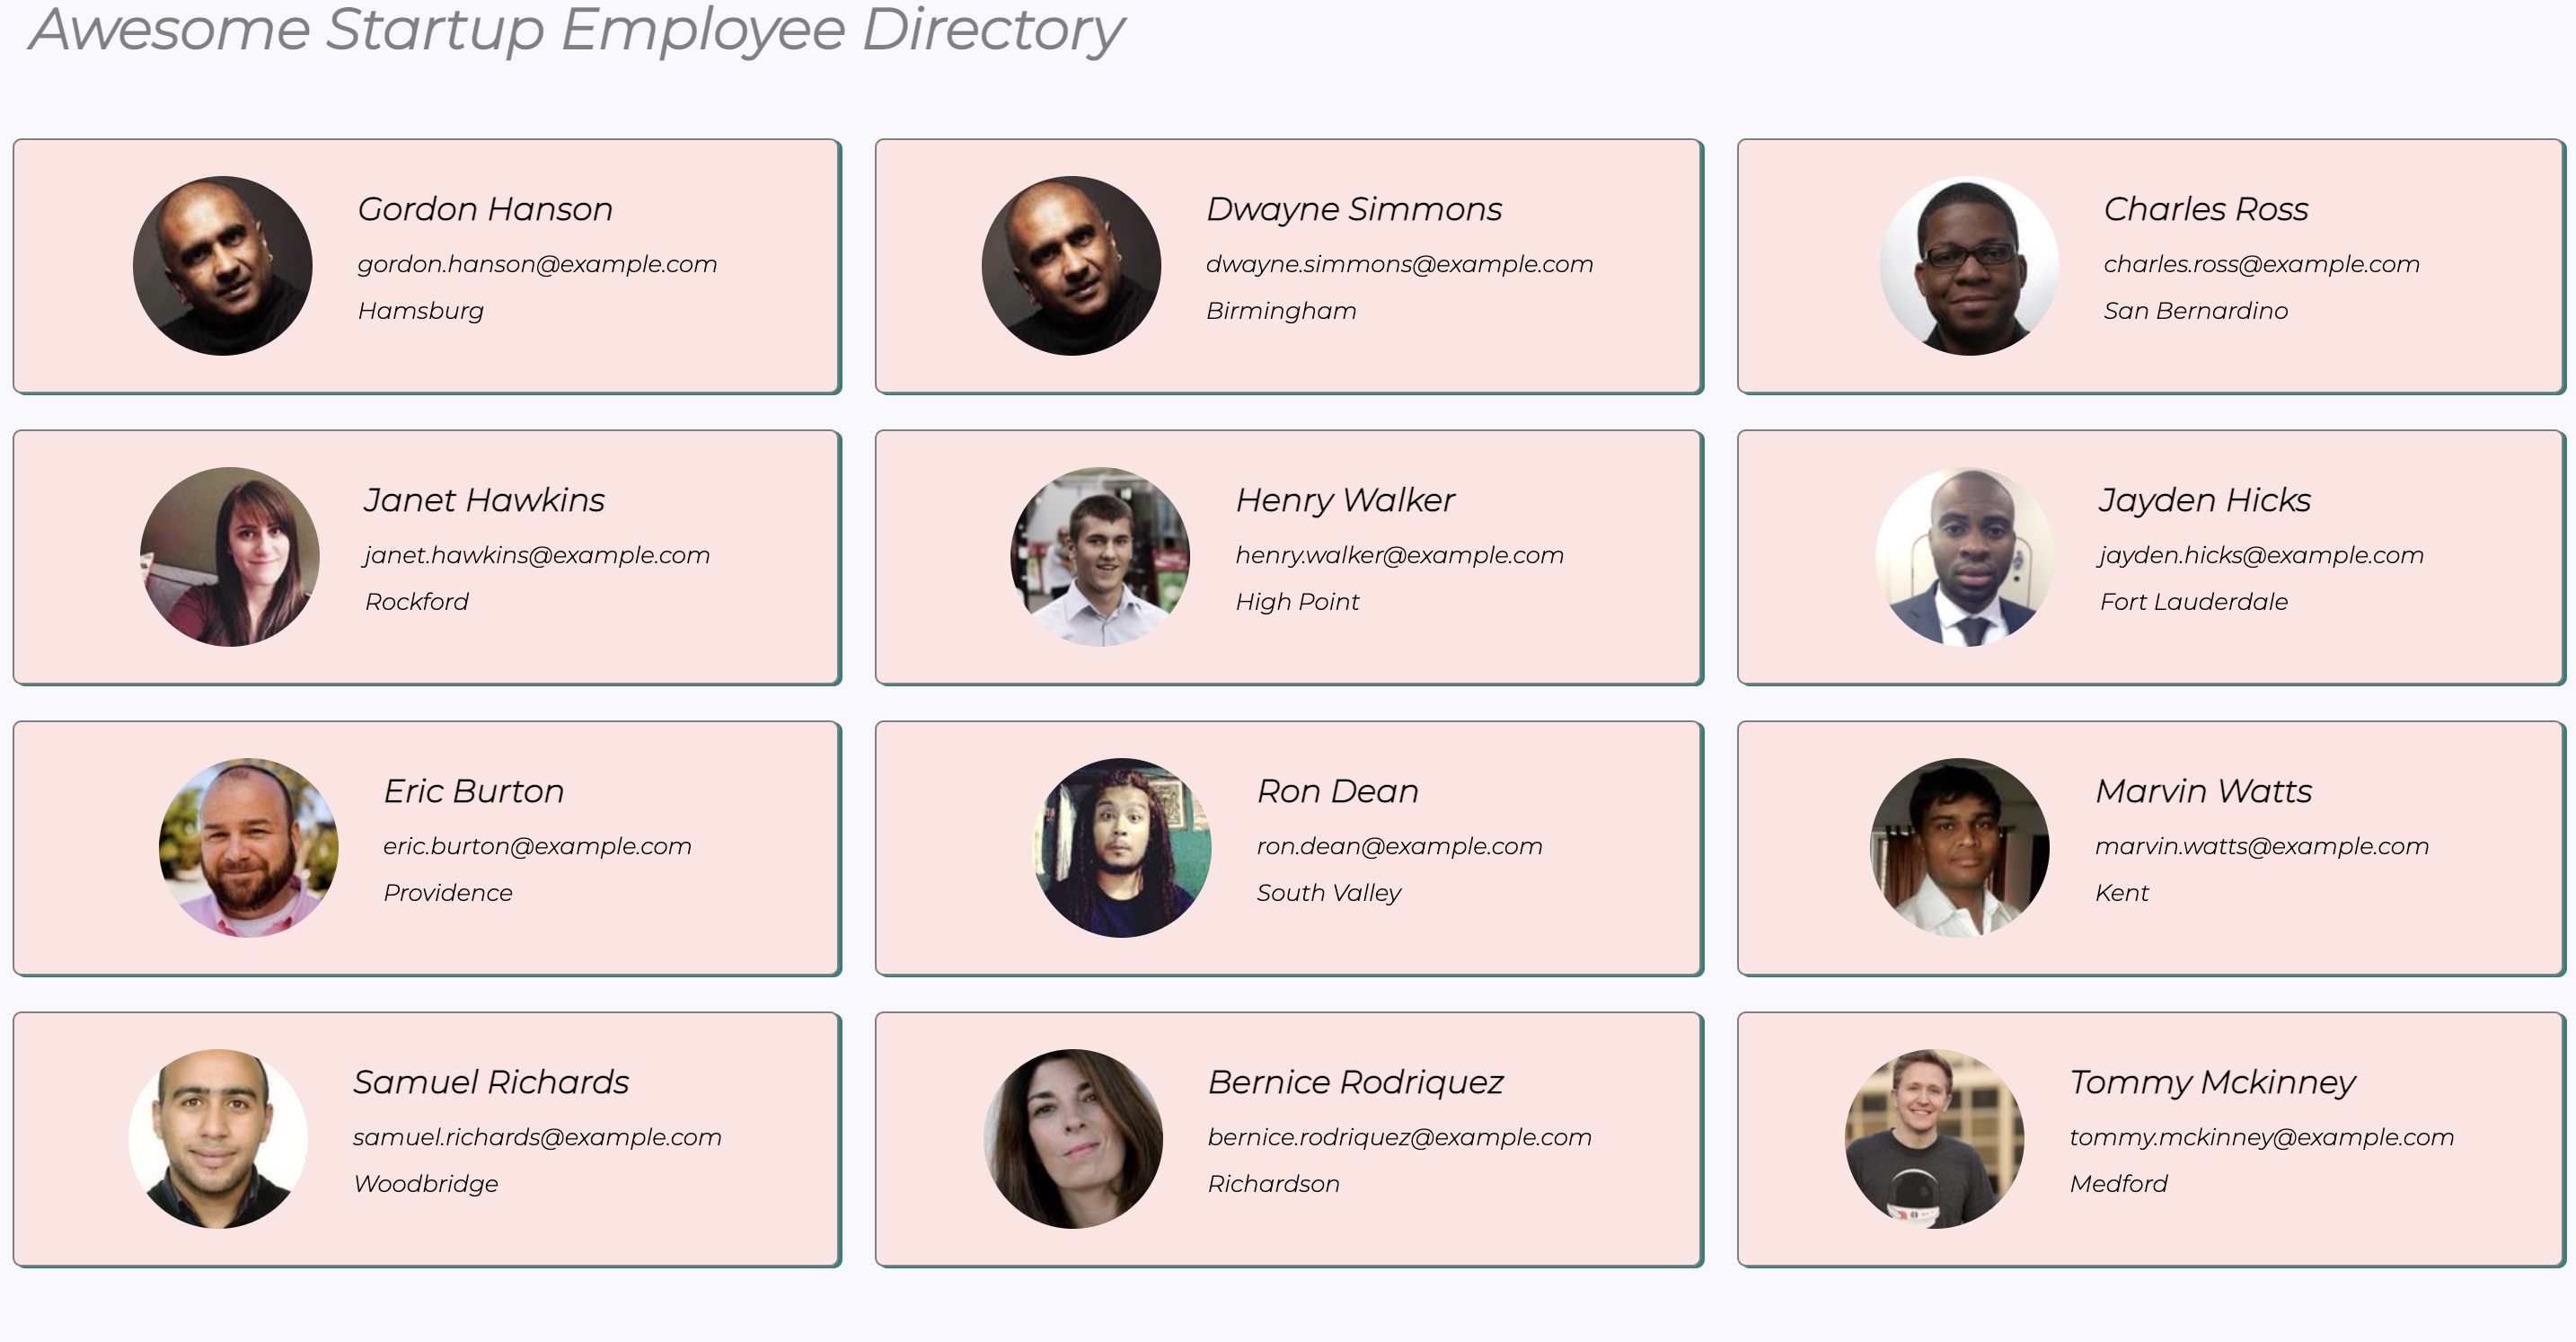 Awesome Startup Employee Directory
Gordon Hanson
gordon.hanson@example.com
Hamsburg
Dwayne Simmons
dwayne.simmons@example.com
Birmingham
Charles Ross
charles.ross@example.com
San Bernardino
Janet Hawkins
janet.hawkins@example.com
Rockford
Henry Walker
henry.walker@example.com
High Point
Jayden Hicks
jayden.hicks@example.com
Fort Lauderdale
Eric Burton
eric.burton@example.com
Providence
Ron Dean
ron.dean@example.com
South Valley
Marvin Watts
marvin.watts@example.com
Kent
Samuel Richards
samuel.richards@example.com
Woodbridge
Bernice Rodriquez
bernice.rodriquez@example.com
Richardson
Tommy Mckinney
tommy.mckinney@example.com
Medford